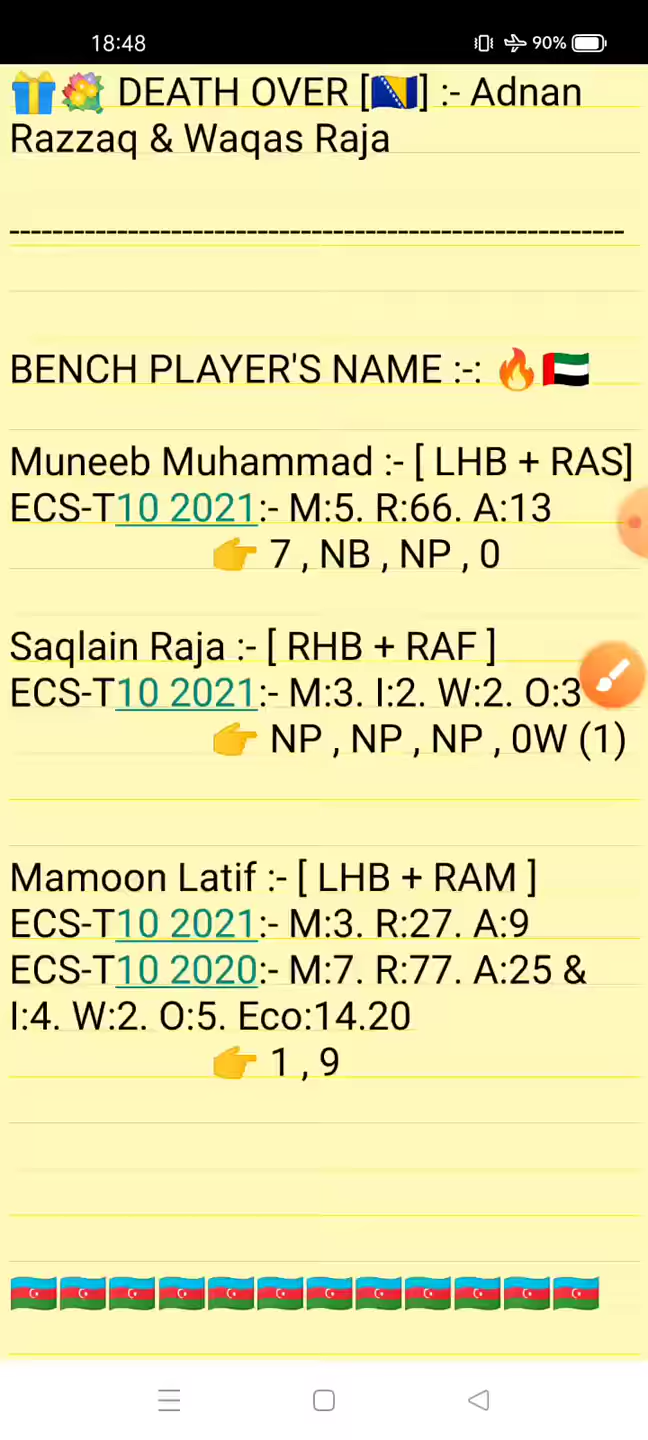 18:48
90%
🎁💐 DEATH OVER [🇧🇦] :- Adnan
Razzaq & Waqas Raja
---------------------------------------------------------
BENCH PLAYER'S NAME :-: 🔥🇦🇪
Muneeb Muhammad :- [ LHB + RAS]
ECS-T10 2021:- M:5. R:66. A:13
👉 7 , NB , NP , 0
Saqlain Raja :- [ RHB + RAF ]
ECS-T10 2021:- M:3. I:2. W:2. O:3
👉 NP , NP , NP , 0W (1)
Mamoon Latif :- [ LHB + RAM ]
ECS-T10 2021:- M:3. R:27. A:9
ECS-T10 2020:- M:7. R:77. A:25 &
I:4. W:2. O:5. Eco:14.20
👉 1 , 9
🇦🇿🇦🇿🇦🇿🇦🇿🇦🇿🇦🇿🇦🇿🇦🇿🇦🇿🇦🇿🇦🇿🇦🇿